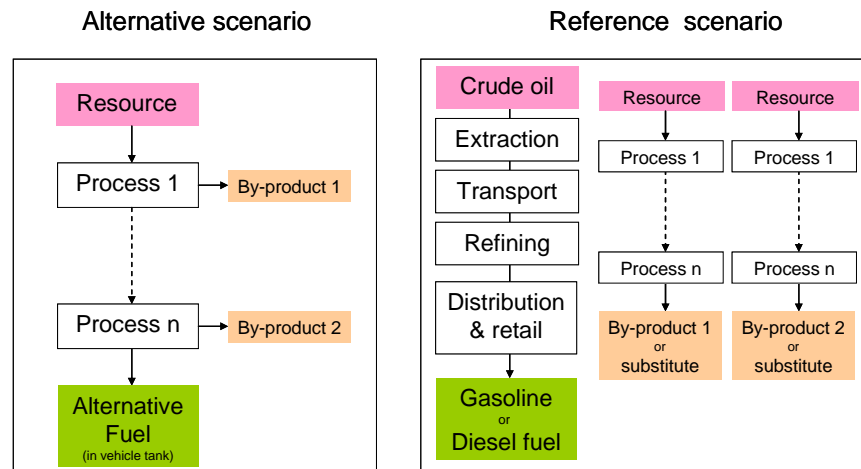 Alternative scenario
Resource
Process 1
By-product 1
Process n
By-product 2
Alternative
Fuel
(in vehicle tank)
Reference scenario
Crude oil
Extraction
Transport
Refining
Distribution
& retail
Gasoline
or
Diesel fuel
Resource
Process 1
Process n
By-product 1
or
substitute
Resource
Process 1
Process n
By-product 2
or
substitute